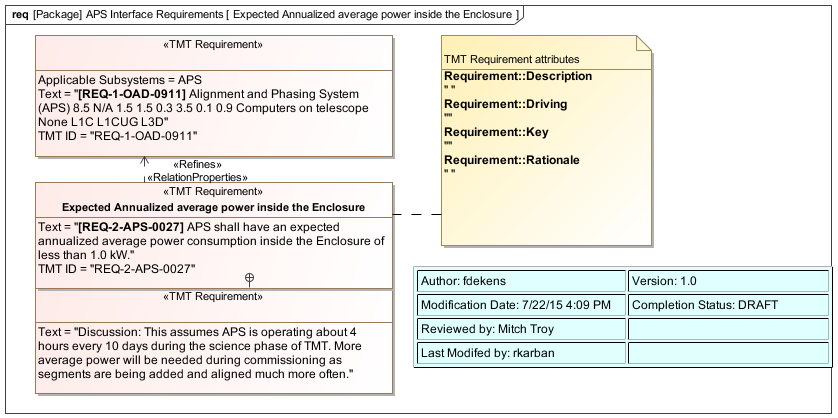 req [Package] APS Interface Requirements [ Expected Annualized average power inside the Enclosure ]
«TMT Requirement»
Applicable Subsystems = APS
Text = "[REQ-1-OAD-0911] Alignment and Phasing System
(APS) 8.5 N/A 1.5 1.5 0.3 3.5 0.1 0.9 Computers on telescope
None L1C L1CUG L3D"
TMT ID = "REQ-1-OAD-0911"
«Refines»
«RelationProperties»
«TMT Requirement»
Expected Annualized average power inside the Enclosure
Text = "[REQ-2-APS-0027] APS shall have an expected
annualized average power consumption inside the Enclosure of
less than 1.0 kW."
TMT ID = "REQ-2-APS-0027"
«TMT Requirement»
Text = "Discussion: This assumes APS is operating about 4
hours every 10 days during the science phase of TMT. More
average power will be needed during commissioning as
segments are being added and aligned much more often."
TMT Requirement attributes
Requirement::Description
" "
Requirement::Driving
""
Requirement::Key
""
Requirement::Rationale
" "
Author: fdekens
Version: 1.0
Modification Date: 7/22/15 4:09 PM
Completion Status: DRAFT
Reviewed by: Mitch Troy
Last Modifed by: rkarban